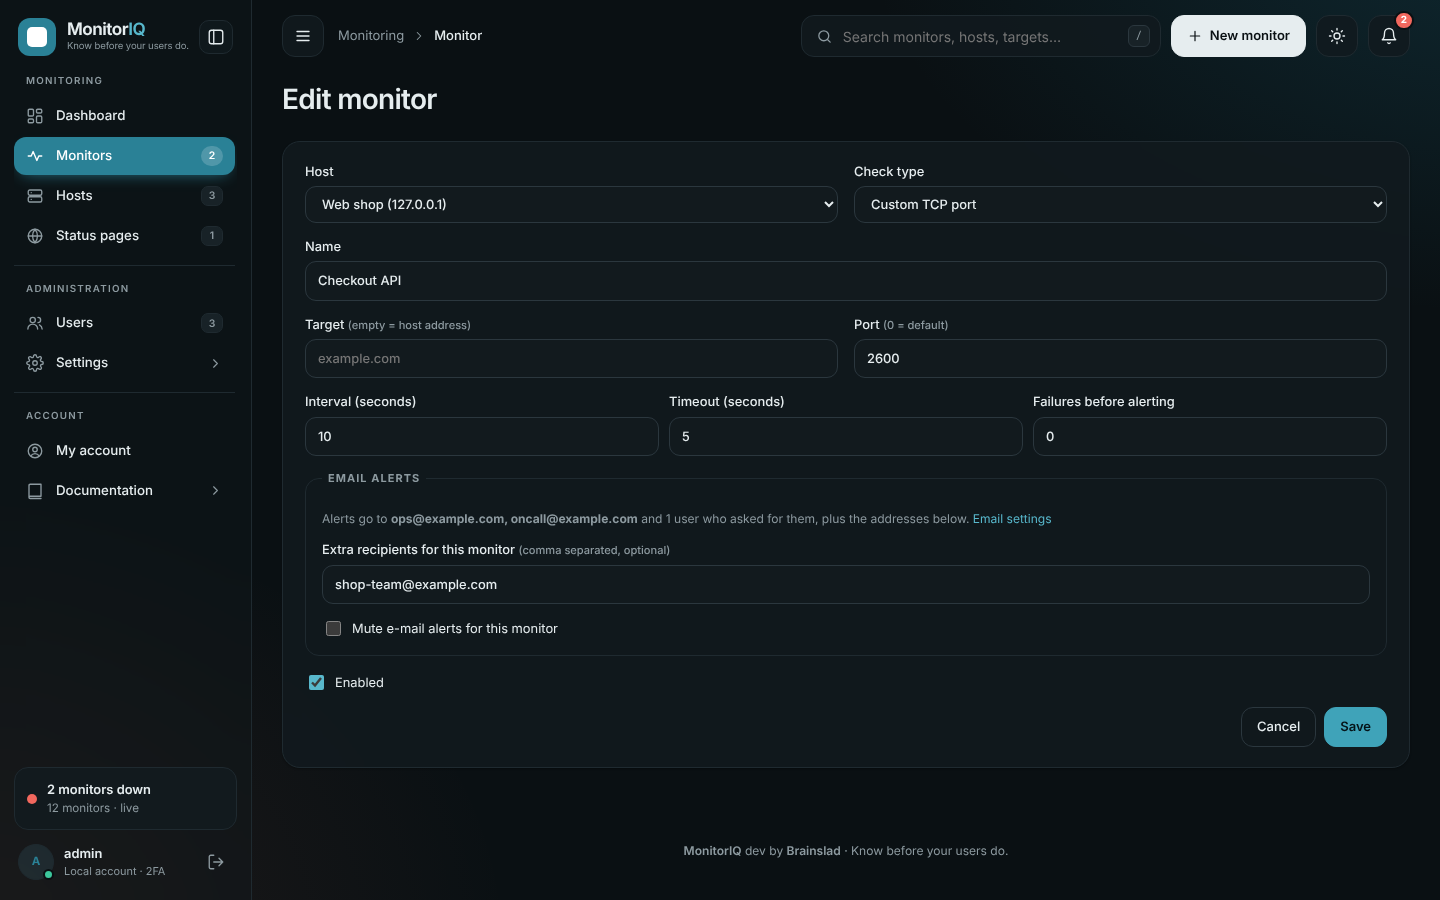 MonitorIQ
Know before your users do.
MONITORING
Dashboard
Monitors 2
Hosts 3
Status pages 1
ADMINISTRATION
Users 3
Settings
ACCOUNT
My account
Documentation
2 monitors down
12 monitors · live
A
admin
Local account · 2FA
Monitoring > Monitor
Search monitors, hosts, targets...
/
+ New monitor
2
Edit monitor
Host
Web shop (127.0.0.1)
Check type
Custom TCP port
Name
Checkout API
Target (empty = host address)
example.com
Port (0 = default)
2600
Interval (seconds)
10
Timeout (seconds)
5
Failures before alerting
0
EMAIL ALERTS
Alerts go to ops@example.com, oncall@example.com and 1 user who asked for them, plus the addresses below. Email settings
Extra recipients for this monitor (comma separated, optional)
shop-team@example.com
Mute e-mail alerts for this monitor
Enabled
Cancel
Save
MonitorIQ dev by Brainslad · Know before your users do.